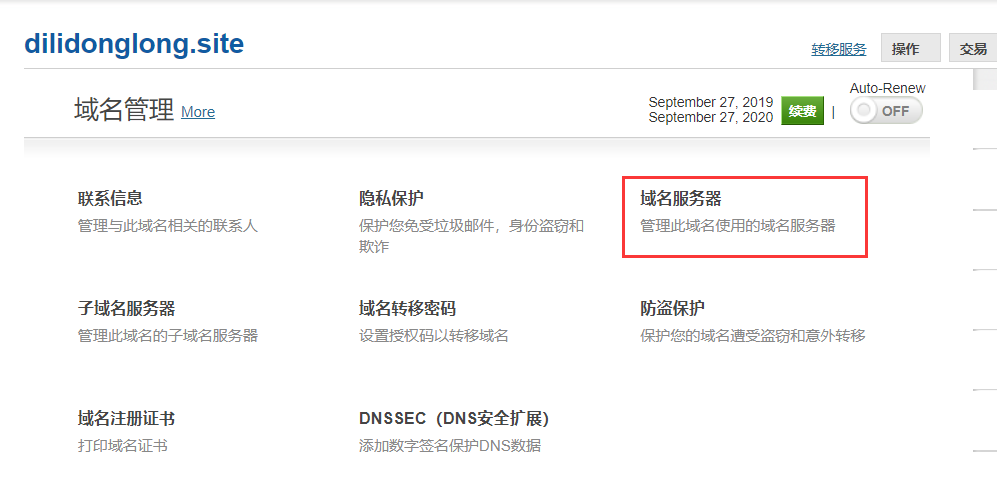 dilidonglong.site
转移服务 操作 交易
域名管理 More
September 27, 2019
September 27, 2020
续费 |
Auto-Renew
OFF
联系信息
管理与此域名相关的联系人
隐私保护
保护您免受垃圾邮件，身份盗窃和
欺诈
域名服务器
管理此域名使用的域名服务器
子域名服务器
管理此域名的子域名服务器
域名转移密码
设置授权码以转移域名
防盗保护
保护您的域名遭受盗窃和意外转移
域名注册证书
打印域名证书
DNSSEC（DNS安全扩展）
添加数字签名保护DNS数据